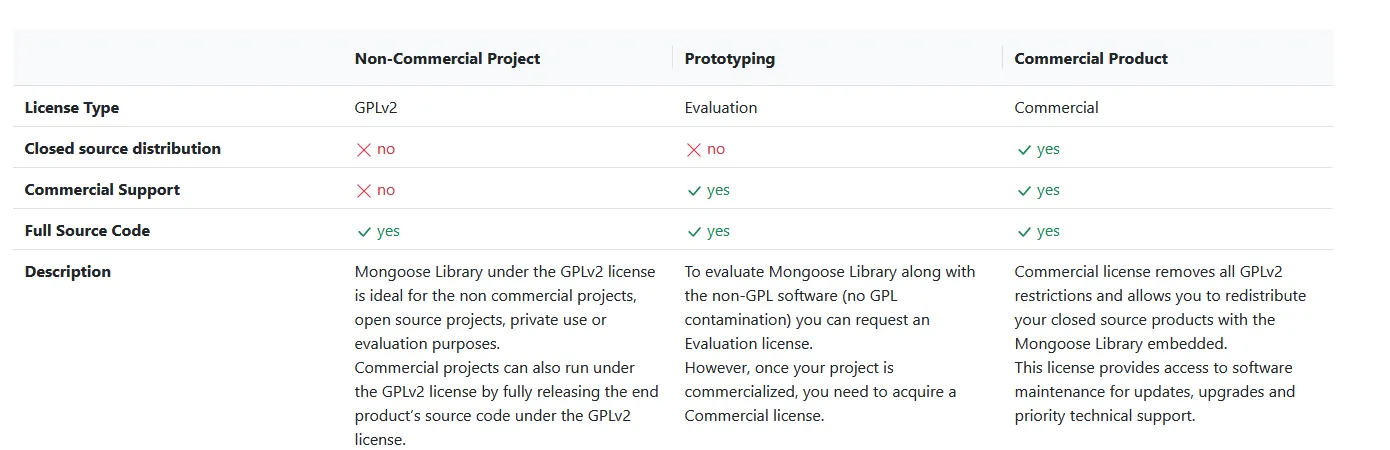 Non-Commercial Project Prototyping Commercial Product
License Type GPLv2 Evaluation Commercial
Closed source distribution no no yes
Commercial Support no yes yes
Full Source Code yes yes yes
Description
Mongoose Library under the GPLv2 license
is ideal for the non commercial projects,
open source projects, private use or
evaluation purposes.
Commercial projects can also run under
the GPLv2 license by fully releasing the end
product's source code under the GPLv2
license.
To evaluate Mongoose Library along with
the non-GPL software (no GPL
contamination) you can request an
Evaluation license.
However, once your project is
commercialized, you need to acquire a
Commercial license.
Commercial license removes all GPLv2
restrictions and allows you to redistribute
your closed source products with the
Mongoose Library embedded.
This license provides access to software
maintenance for updates, upgrades and
priority technical support.